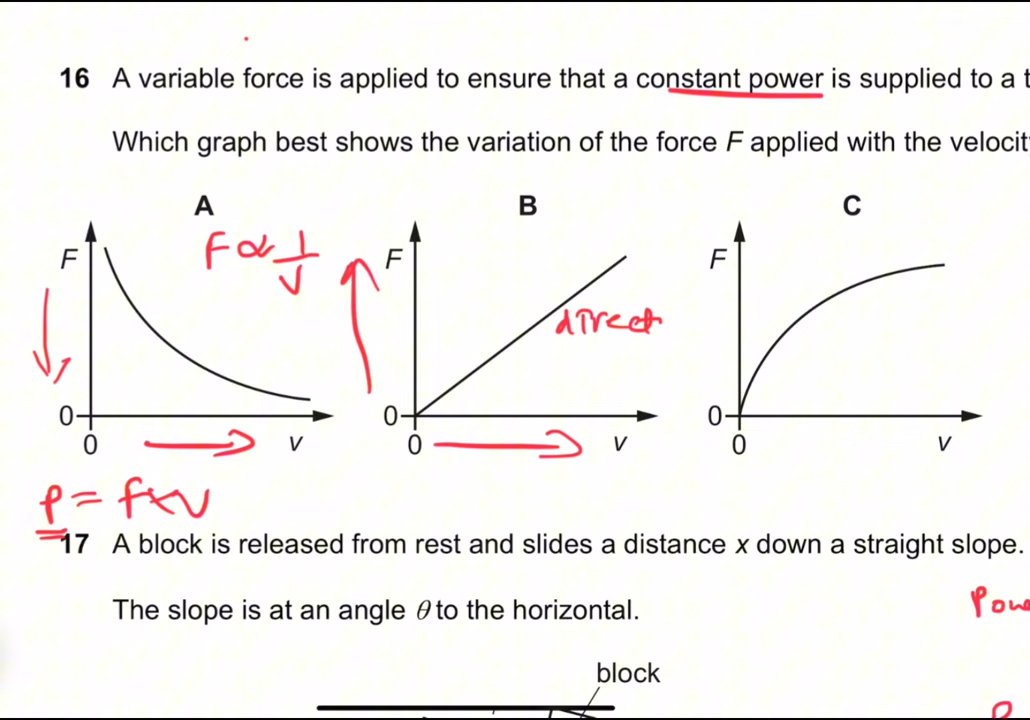 16 A variable force is applied to ensure that a constant power is supplied to a t
Which graph best shows the variation of the force F applied with the velocit
A B C
F F∝1/v F F
direct
0 0 0
0 v 0 v 0 v
P = F×v
17 A block is released from rest and slides a distance x down a straight slope.
The slope is at an angle θ to the horizontal.
Pow
block